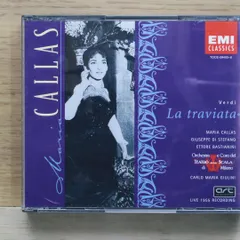 Maria
CALLAS
EMI
CLASSICS
Verdi
La traviata
MARIA CALLAS
GIUSEPPE DI STEFANO
ETTORE BASTIANINI
Orchestra e Coro del
TEATRO ALLA SCALA
di Milano
CARLO MARIA GIULINI
LIVE 1955 RECORDING